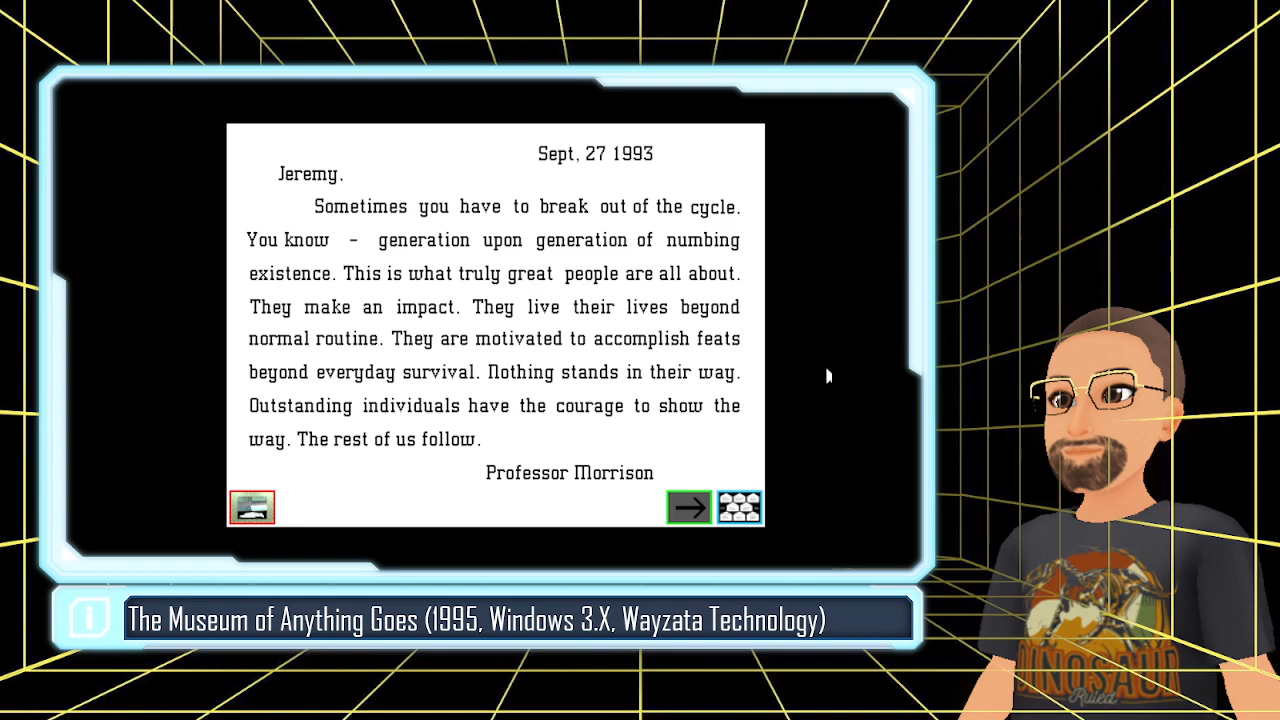 Sept, 27 1993
Jeremy,
Sometimes you have to break out of the cycle.
You know - generation upon generation of numbing
existence. This is what truly great people are all about.
They make an impact. They live their lives beyond
normal routine. They are motivated to accomplish feats
beyond everyday survival. Nothing stands in their way.
Outstanding individuals have the courage to show the
way. The rest of us follow.
Professor Morrison
i
The Museum of Anything Goes (1995, Windows 3.X, Wayzata Technology)
DINOSAUR
Ruled